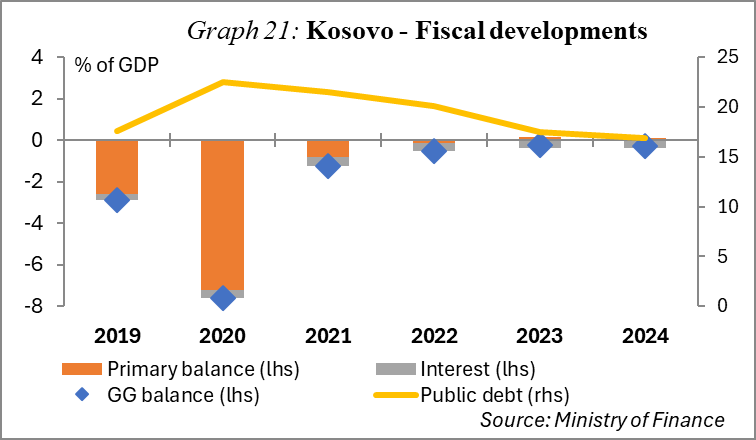 Graph 21: Kosovo - Fiscal developments
% of GDP
4
2
0
-2
-4
-6
-8
25
20
15
10
5
0
2019 2020 2021 2022 2023 2024
Primary balance (lhs) Interest (lhs)
GG balance (lhs) Public debt (rhs)
Source: Ministry of Finance